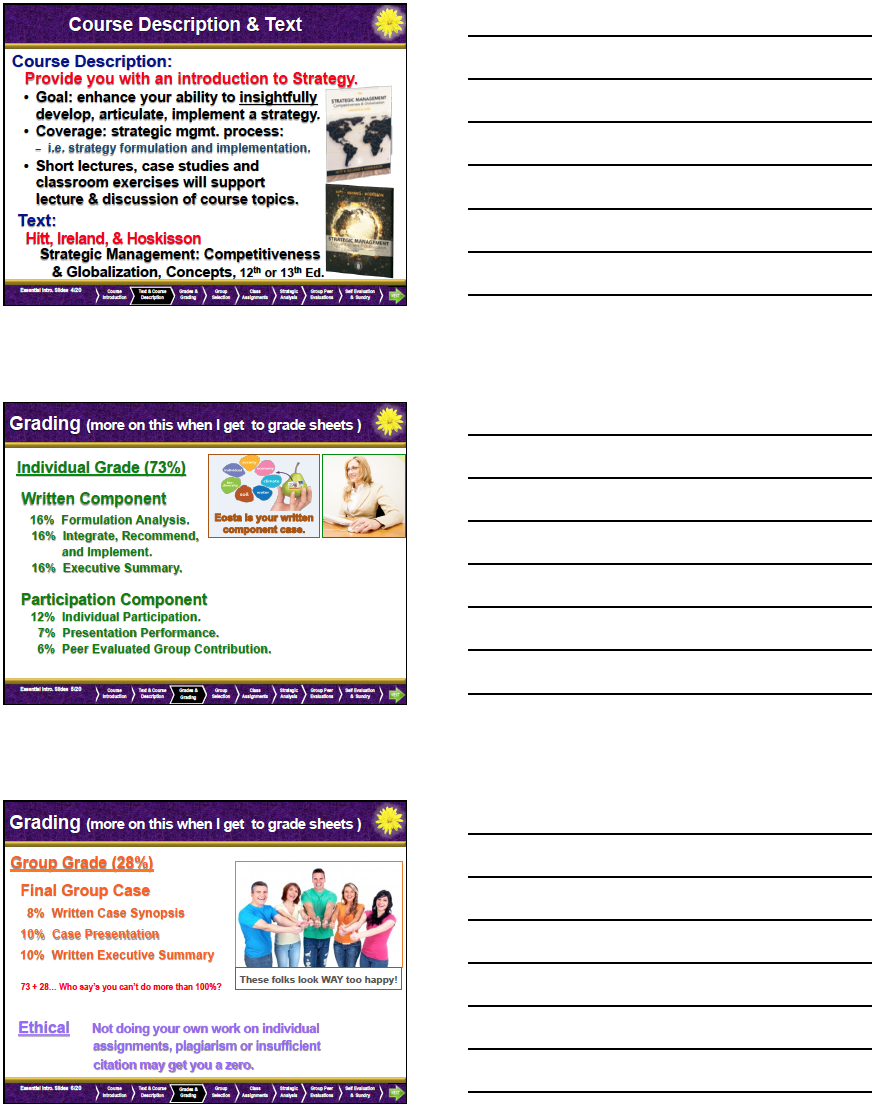 Course Description & Text
Course Description:
Provide you with an introduction to Strategy.
• Goal: enhance your ability to insightfully
develop, articulate, implement a strategy.
• Coverage: strategic mgmt. process:
– i.e. strategy formulation and implementation.
• Short lectures, case studies and
classroom exercises will support
lecture & discussion of course topics.
STRATEGIC MANAGEMENT
Competitiveness & Globalization
STRATEGIC MANAGEMENT
Text:
Hitt, Ireland, & Hoskisson
Strategic Management: Competitiveness
& Globalization, Concepts, 12th or 13th Ed.
Essential Intro. Slides 4/20
Course Introduction
Text & Course Description
Grades & Grading
Group Selection
Class Assignments
Strategic Analysis
Group Peer Evaluations
Self Evaluation & Sundry
NEXT
Grading (more on this when I get to grade sheets )
Individual Grade (73%)
Written Component
16% Formulation Analysis.
16% Integrate, Recommend,
and Implement.
16% Executive Summary.
Eosta is your written
component case.
Participation Component
12% Individual Participation.
7% Presentation Performance.
6% Peer Evaluated Group Contribution.
Essential Intro. Slides 5/20
Course Introduction
Text & Course Description
Grades & Grading
Group Selection
Class Assignments
Strategic Analysis
Group Peer Evaluations
Self Evaluation & Sundry
NEXT
Grading (more on this when I get to grade sheets )
Group Grade (28%)
Final Group Case
8% Written Case Synopsis
10% Case Presentation
10% Written Executive Summary
These folks look WAY too happy!
73 + 28... Who say's you can't do more than 100%?
Ethical Not doing your own work on individual
assignments, plagiarism or insufficient
citation may get you a zero.
Essential Intro. Slides 6/20
Course Introduction
Text & Course Description
Grades & Grading
Group Selection
Class Assignments
Strategic Analysis
Group Peer Evaluations
Self Evaluation & Sundry
NEXT